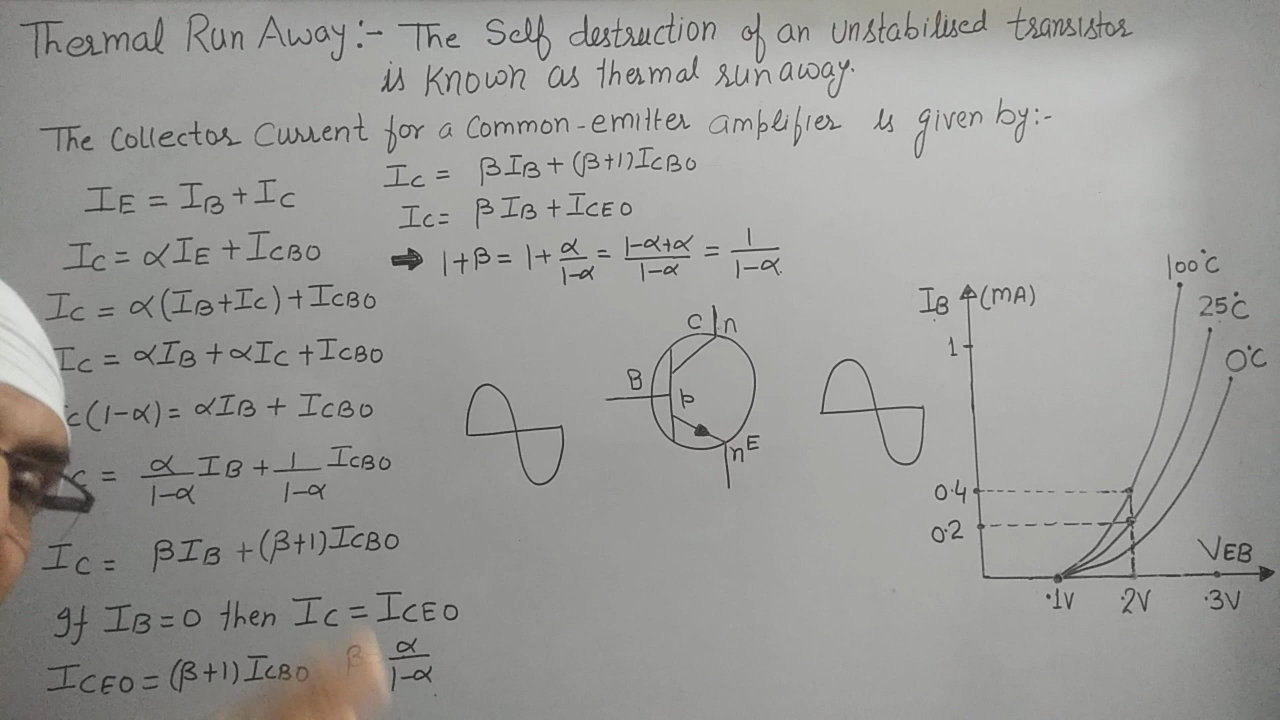 Thermal Run Away:- The Self destruction of an unstabilised transistor
is known as thermal run away.
The Collector Current for a Common-emitter amplifier is given by:-
IE = IB + IC
IC = αIE + ICBO
IC = α(IB+IC) + ICBO
IC = αIB + αIC + ICBO
c(1-α) = αIB + ICBO
c = α/1-α IB + 1/1-α ICBO
IC = βIB + (β+1)ICBO
If IB=0 then IC = ICEO
ICEO = (β+1) ICBO β = α/1-α
IC = βIB + (β+1)ICBO
IC = βIB + ICEO
⇒ 1+β = 1+ α/1-α = 1-α+α/1-α = 1/1-α
C n
B p
n E
IB (MA)
100°C
25°C
0°C
1
0.4
0.2
VEB
.1V .2V .3V